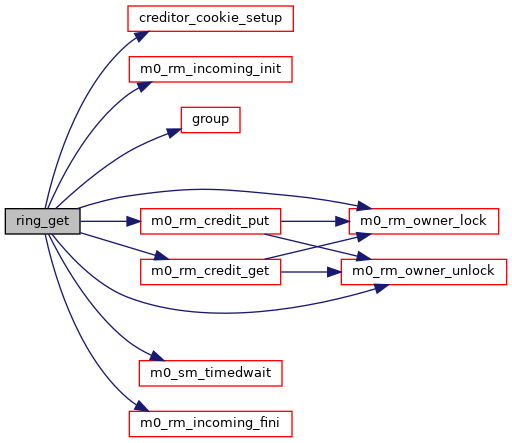 creditor_cookie_setup
m0_rm_incoming_init
group
ring_get
m0_rm_credit_put
m0_rm_owner_lock
m0_rm_credit_get
m0_rm_owner_unlock
m0_sm_timedwait
m0_rm_incoming_fini